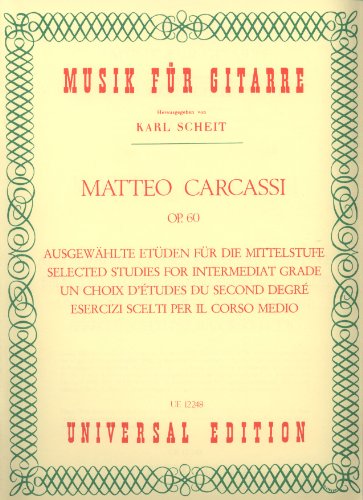 MUSIK FÜR GITARRE
Herausgegeben von
KARL SCHEIT
MATTEO CARCASSI
OP. 60
AUSGEWÄHLTE ETÜDEN FÜR DIE MITTELSTUFE
SELECTED STUDIES FOR INTERMEDIAT GRADE
UN CHOIX D'ÉTUDES DU SECOND DEGRÉ
ESERCIZI SCELTI PER IL CORSO MEDIO
UE 12248
UNIVERSAL EDITION